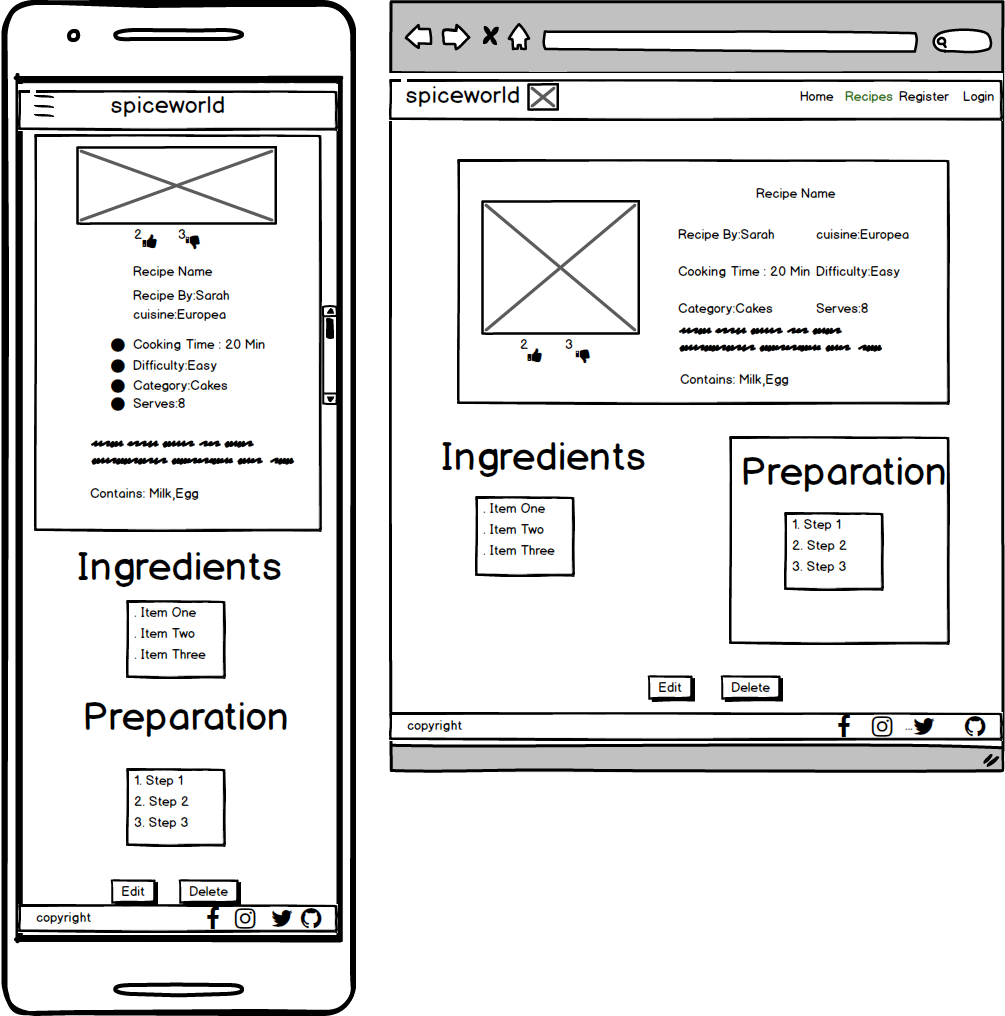 spiceworld
2 3
Recipe Name
Recipe By:Sarah
cuisine:Europea
Cooking Time : 20 Min
Difficulty:Easy
Category:Cakes
Serves:8
Contains: Milk,Egg
Ingredients
. Item One
. Item Two
. Item Three
Preparation
1. Step 1
2. Step 2
3. Step 3
Edit Delete
copyright
spiceworld Home Recipes Register Login
Recipe Name
Recipe By:Sarah cuisine:Europea
Cooking Time : 20 Min Difficulty:Easy
Category:Cakes Serves:8
2 3
Contains: Milk,Egg
Ingredients
. Item One
. Item Two
. Item Three
Preparation
1. Step 1
2. Step 2
3. Step 3
Edit Delete
copyright ...